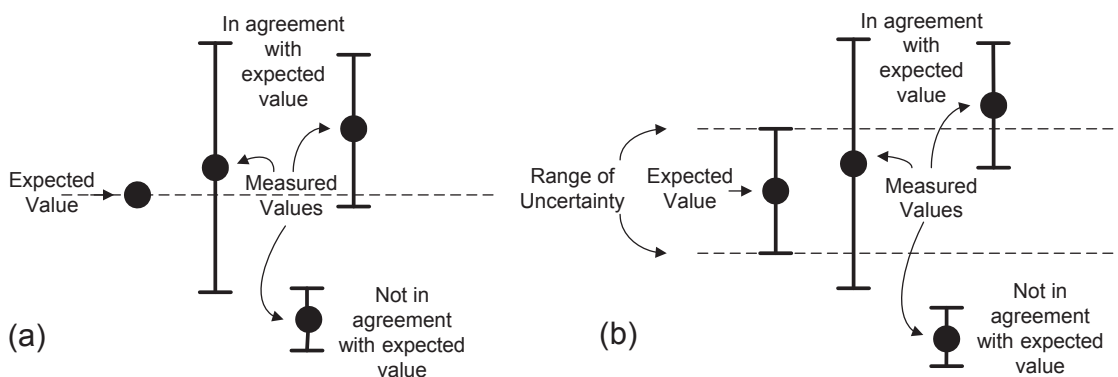 In agreement
with
expected
value
Expected
Value
Measured
Values
Not in
agreement
with expected
value
(a)
In agreement
with
expected
value
Range of
Uncertainty
Expected
Value
Measured
Values
Not in
agreement
with expected
value
(b)